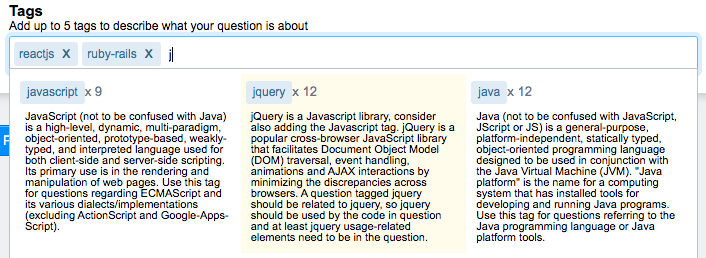 Tags
Add up to 5 tags to describe what your question is about
reactjs X ruby-rails X j
javascript x 9
JavaScript (not to be confused with Java)
is a high-level, dynamic, multi-paradigm,
object-oriented, prototype-based, weakly-
typed, and interpreted language used for
both client-side and server-side scripting.
Its primary use is in the rendering and
manipulation of web pages. Use this tag
for questions regarding ECMAScript and
its various dialects/implementations
(excluding ActionScript and Google-Apps-
Script).
jquery x 12
jQuery is a Javascript library, consider
also adding the Javascript tag. jQuery is a
popular cross-browser JavaScript library
that facilitates Document Object Model
(DOM) traversal, event handling,
animations and AJAX interactions by
minimizing the discrepancies across
browsers. A question tagged jquery
should be related to jquery, so jquery
should be used by the code in question
and at least jquery usage-related
elements need to be in the question.
java x 12
Java (not to be confused with JavaScript,
JScript or JS) is a general-purpose,
platform-independent, statically typed,
object-oriented programming language
designed to be used in conjunction with
the Java Virtual Machine (JVM). "Java
platform" is the name for a computing
system that has installed tools for
developing and running Java programs.
Use this tag for questions referring to the
Java programming language or Java
platform tools.